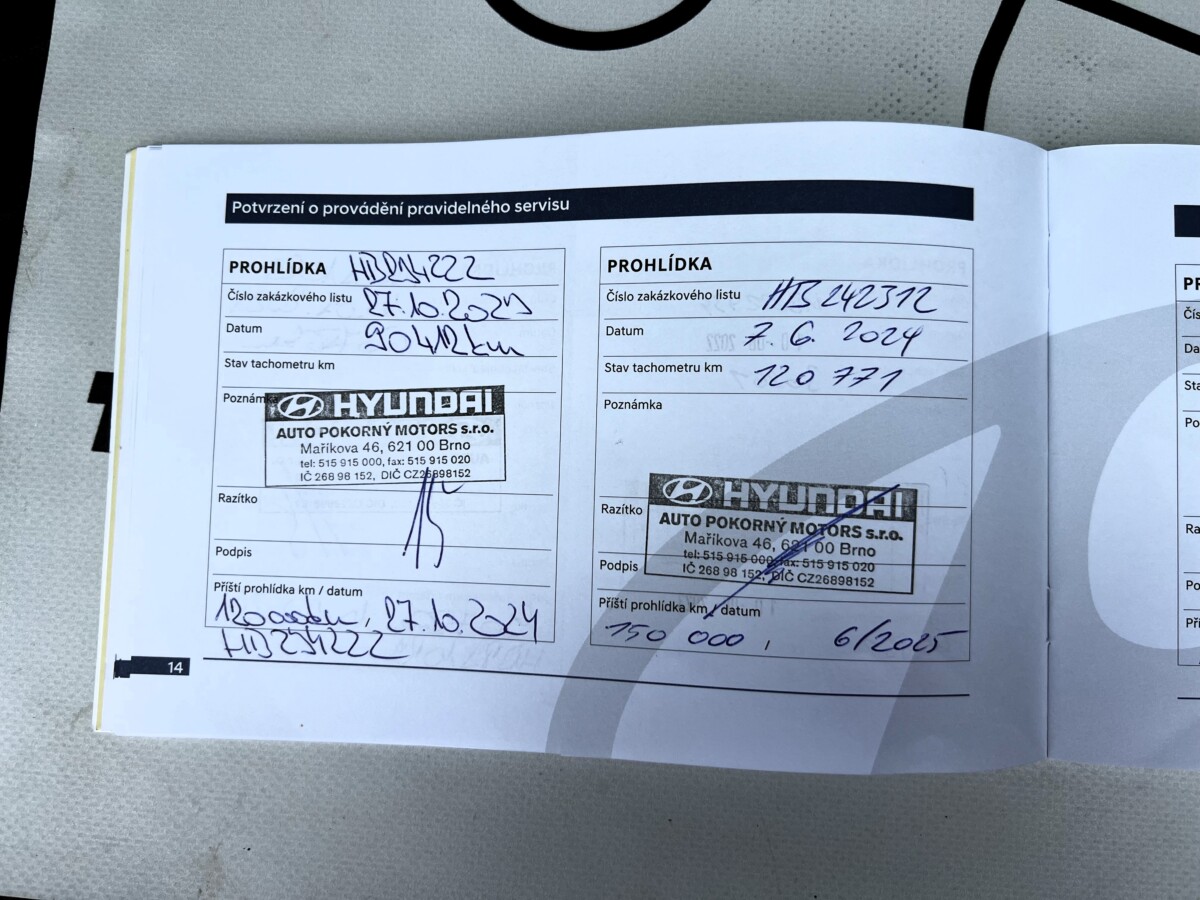 Potvrzení o provádění pravidelného servisu
PROHLÍDKA HB234222
Číslo zakázkového listu 27.10.2023
Datum 90412km
Stav tachometru km
Poznámka
HYUNDAI
AUTO POKORNÝ MOTORS s.r.o.
Maříkova 46, 621 00 Brno
tel: 515 915 000, fax: 515 915 020
IČ 268 98 152, DIČ CZ26898152
Razítko
Podpis
Příští prohlídka km / datum
120000km, 27.10.2024
HB234222
14
PROHLÍDKA
Číslo zakázkového listu HB242312
Datum 7. 6. 2024
Stav tachometru km 120 771
Poznámka
Razítko
HYUNDAI
AUTO POKORNÝ MOTORS s.r.o.
Maříkova 46, 621 00 Brno
tel: 515 915 000, fax: 515 915 020
IČ 268 98 152, DIČ CZ26898152
Podpis
Příští prohlídka km / datum
150 000, 6/2025